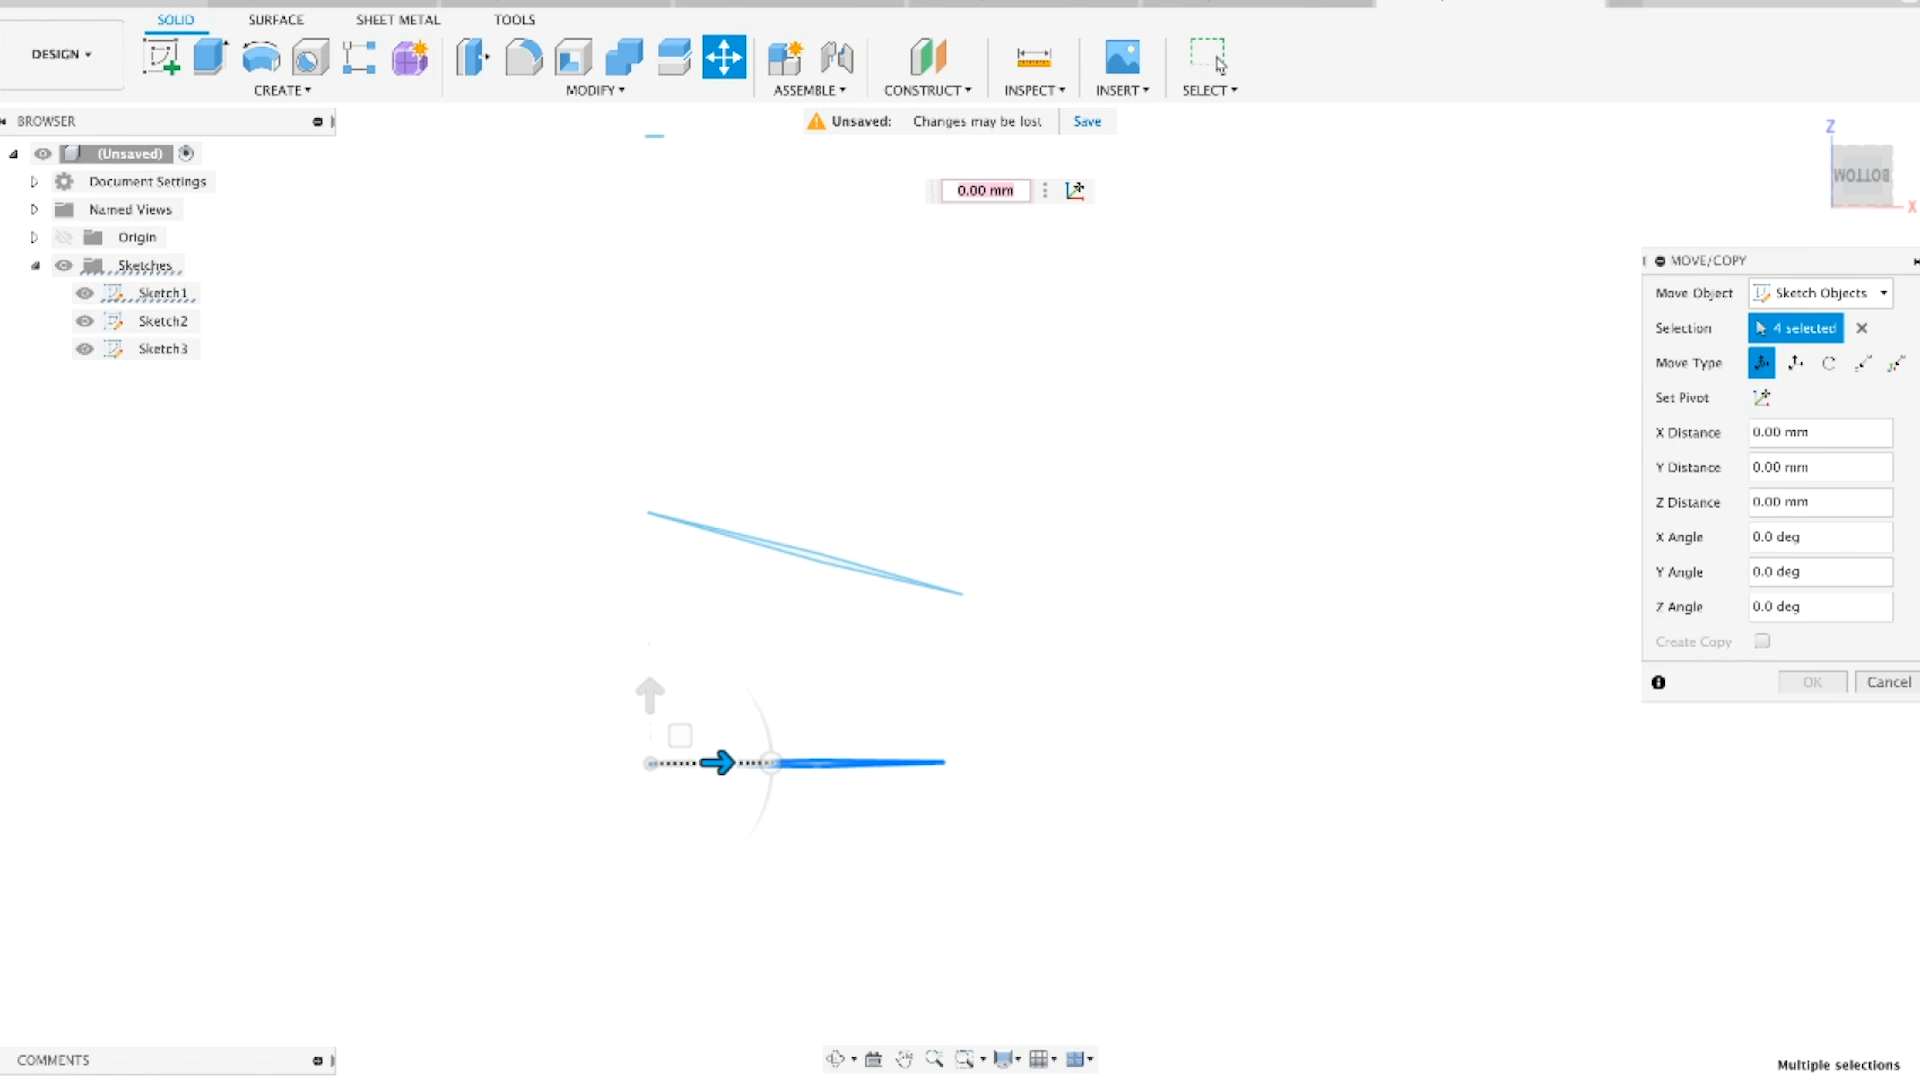 SOLID SURFACE SHEET METAL TOOLS
DESIGN
CREATE MODIFY ASSEMBLE CONSTRUCT INSPECT INSERT SELECT
BROWSER
Unsaved: Changes may be lost Save
(Unsaved)
Document Settings
Named Views
Origin
Sketches
Sketch1
Sketch2
Sketch3
0.00 mm
Z
BOTTOM
X
MOVE/COPY
Move Object Sketch Objects
Selection 4 selected
Move Type
Set Pivot
X Distance 0.00 mm
Y Distance 0.00 mm
Z Distance 0.00 mm
X Angle 0.0 deg
Y Angle 0.0 deg
Z Angle 0.0 deg
Create Copy
OK Cancel
COMMENTS
Multiple selections